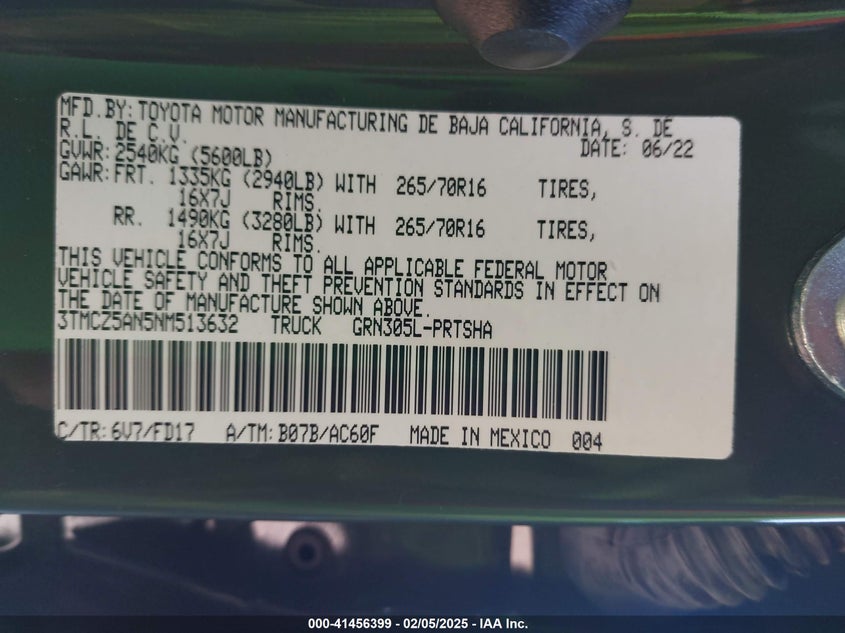 MFD.BY: TOYOTA MOTOR MANUFACTURING DE BAJA CALIFORNIA, S. DE
R.L. DE C.V.
DATE: 06/22
GVWR: 2540KG (5600LB)
GAWR: FRT. 1335KG (2940LB) WITH 265/70R16 TIRES,
16X7J RIMS.
RR. 1490KG (3280LB) WITH 265/70R16 TIRES,
16X7J RIMS.
THIS VEHICLE CONFORMS TO ALL APPLICABLE FEDERAL MOTOR
VEHICLE SAFETY AND THEFT PREVENTION STANDARDS IN EFFECT ON
THE DATE OF MANUFACTURE SHOWN ABOVE.
3TMCZ5AN5NM513632 TRUCK GRN305L-PRTSHA
C/TR: 6V7/FD17 A/TM: B07B/AC60F MADE IN MEXICO 004
000-41456399 - 02/05/2025 - IAA Inc.